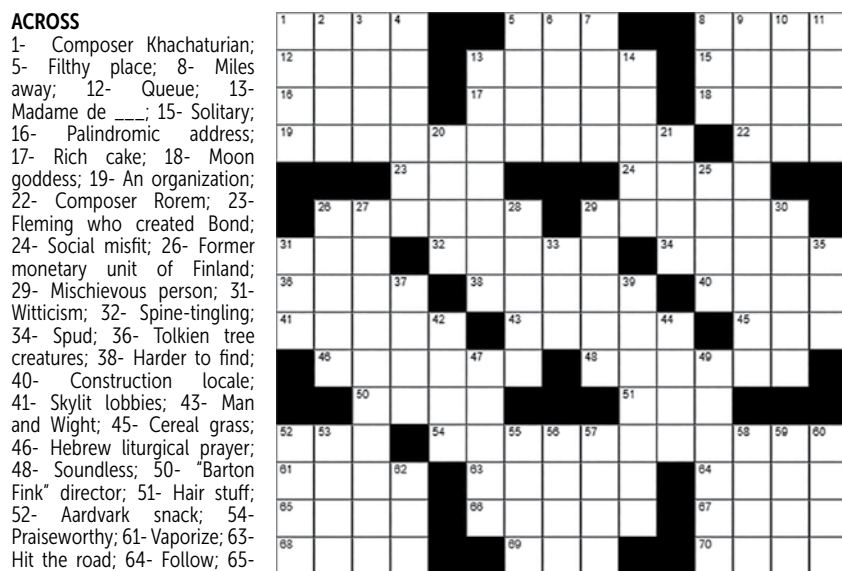 ACROSS
1- Composer Khachaturian;
5- Filthy place; 8- Miles
away; 12- Queue; 13-
Madame de ___; 15- Solitary;
16- Palindromic address;
17- Rich cake; 18- Moon
goddess; 19- An organization;
22- Composer Rorem; 23-
Fleming who created Bond;
24- Social misfit; 26- Former
monetary unit of Finland;
29- Mischievous person; 31-
Witticism; 32- Spine-tingling;
34- Spud; 36- Tolkien tree
creatures; 38- Harder to find;
40- Construction locale;
41- Skylit lobbies; 43- Man
and Wight; 45- Cereal grass;
46- Hebrew liturgical prayer;
48- Soundless; 50- "Barton
Fink" director; 51- Hair stuff;
52- Aardvark snack; 54-
Praiseworthy; 61- Vaporize; 63-
Hit the road; 64- Follow; 65-
1 2 3 4 5 6 7 8 9 10 11
12 13 14 15
16 17 18
19 20 21 22
23 24 25
26 27 28 29 30
31 32 33 34 35
36 37 38 39 40
41 42 43 44 45
46 47 48 49
50 51
52 53 54 55 56 57 58 59 60
61 62 63 64
65 66 67
68 69 70